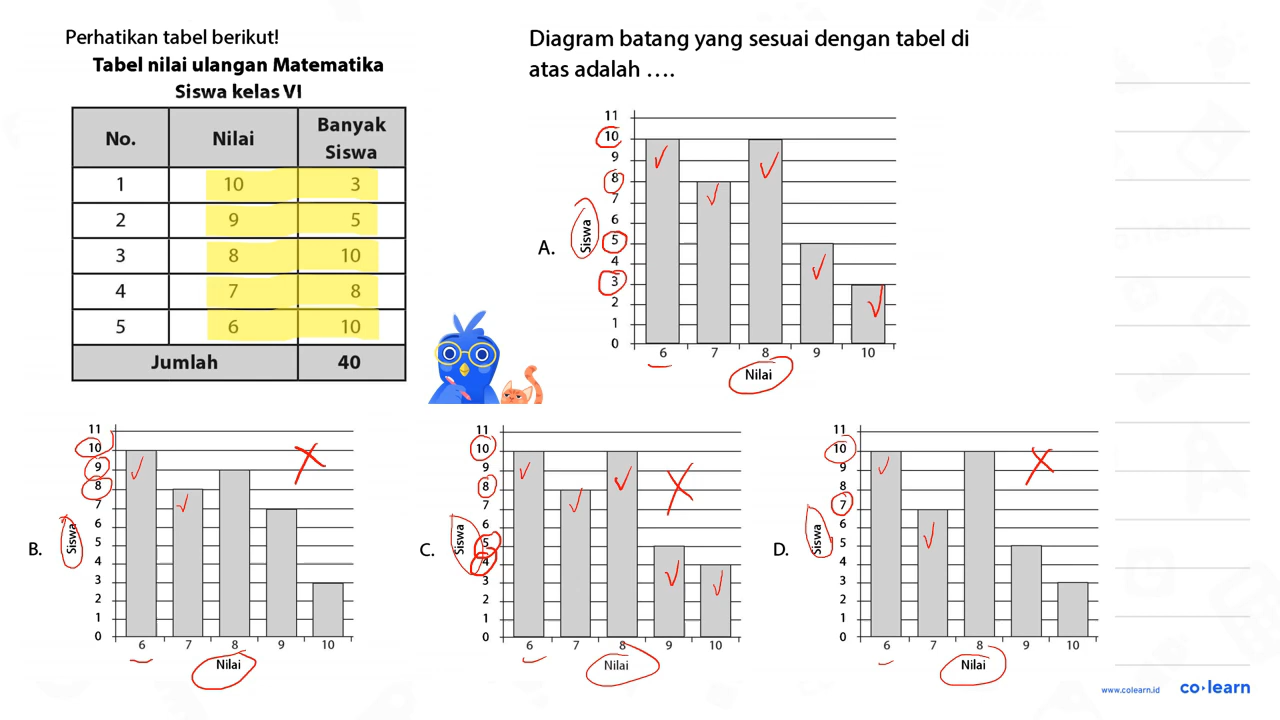 Perhatikan tabel berikut!
Tabel nilai ulangan Matematika
Siswa kelas VI
No. Nilai Banyak Siswa
1 10 3
2 9 5
3 8 10
4 7 8
5 6 10
Jumlah 40
Diagram batang yang sesuai dengan tabel di
atas adalah ....
A.
Siswa
11
10
9
8
7
6
5
4
3
2
1
0
6 7 8 9 10
Nilai
B.
Siswa
11
10
9
8
7
6
5
4
3
2
1
0
6 7 8 9 10
Nilai
C.
Siswa
11
10
9
8
7
6
5
4
3
2
1
0
6 7 8 9 10
Nilai
D.
Siswa
11
10
9
8
7
6
5
4
3
2
1
0
6 7 8 9 10
Nilai
www.colearn.id co learn